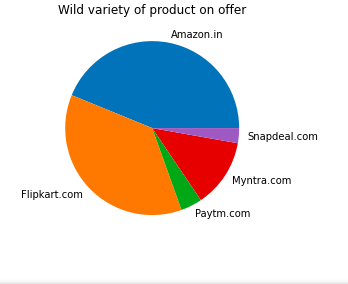 Wild variety of product on offer
Amazon.in
Snapdeal.com
Myntra.com
Flipkart.com
Paytm.com